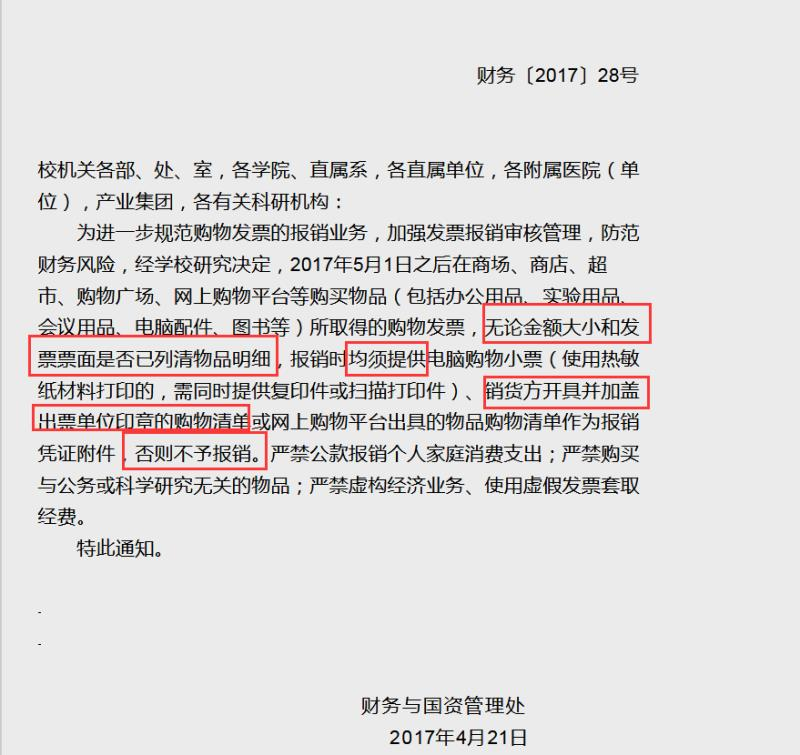 财务〔2017〕28号
校机关各部、处、室，各学院、直属系，各直属单位，各附属医院（单
位），产业集团，各有关科研机构：
为进一步规范购物发票的报销业务，加强发票报销审核管理，防范
财务风险，经学校研究决定，2017年5月1日之后在商场、商店、超
市、购物广场、网上购物平台等购买物品（包括办公用品、实验用品、
会议用品、电脑配件、图书等）所取得的购物发票，无论金额大小和发
票票面是否已列清物品明细，报销时均须提供电脑购物小票（使用热敏
纸材料打印的，需同时提供复印件或扫描打印件）、销货方开具并加盖
出票单位印章的购物清单或网上购物平台出具的物品购物清单作为报销
凭证附件，否则不予报销。严禁公款报销个人家庭消费支出；严禁购买
与公务或科学研究无关的物品；严禁虚构经济业务、使用虚假发票套取
经费。
特此通知。
.
.
财务与国资管理处
2017年4月21日